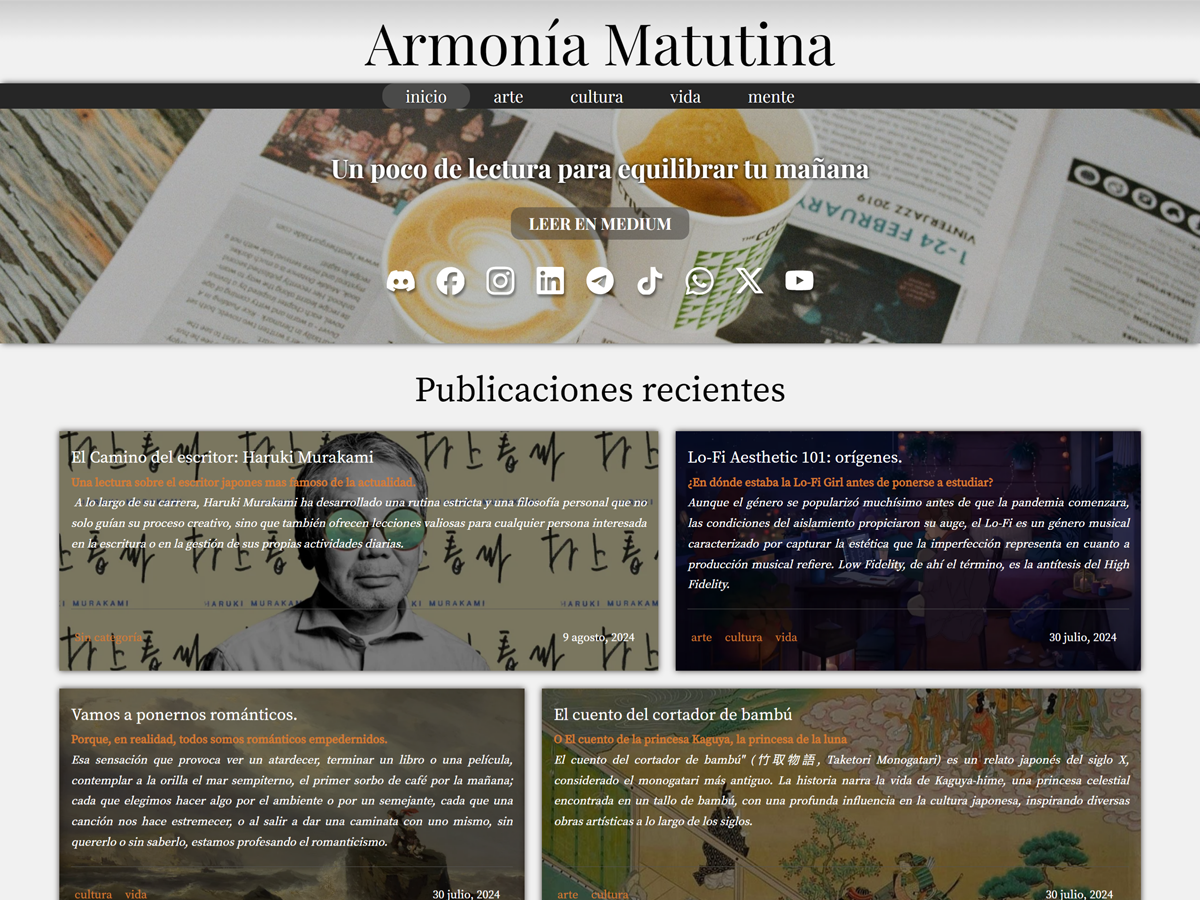 Armonía Matutina
inicio arte cultura vida mente
Un poco de lectura para equilibrar tu mañana
LEER EN MEDIUM
VINTERJAZZ 2019
1-24 FEBRUARY
Publicaciones recientes
El Camino del escritor: Haruki Murakami
Una lectura sobre el escritor japones mas famoso de la actualidad.
A lo largo de su carrera, Haruki Murakami ha desarrollado una rutina estricta y una filosofía personal que no
solo guían su proceso creativo, sino que también ofrecen lecciones valiosas para cualquier persona interesada
en la escritura o en la gestión de sus propias actividades diarias.
HARUKI MURAKAMI
Sin categoría 9 agosto, 2024
Lo-Fi Aesthetic 101: orígenes.
¿En dónde estaba la Lo-Fi Girl antes de ponerse a estudiar?
Aunque el género se popularizó muchísimo antes de que la pandemia comenzara,
las condiciones del aislamiento propiciaron su auge, el Lo-Fi es un género musical
caracterizado por capturar la estética que la imperfección representa en cuanto a
producción musical refiere. Low Fidelity, de ahí el término, es la antítesis del High
Fidelity.
arte cultura vida 30 julio, 2024
Vamos a ponernos románticos.
Porque, en realidad, todos somos románticos empedernidos.
Esa sensación que provoca ver un atardecer, terminar un libro o una película,
contemplar a la orilla el mar sempiterno, el primer sorbo de café por la mañana;
cada que elegimos hacer algo por el ambiente o por un semejante, cada que una
canción nos hace estremecer, o al salir a dar una caminata con uno mismo, sin
quererlo o sin saberlo, estamos profesando el romanticismo.
cultura vida 30 julio, 2024
El cuento del cortador de bambú
O El cuento de la princesa Kaguya, la princesa de la luna
El cuento del cortador de bambú" (竹取物語, Taketori Monogatari) es un relato japonés del siglo X,
considerado el monogatari más antiguo. La historia narra la vida de Kaguya-hime, una princesa celestial
encontrada en un tallo de bambú, con una profunda influencia en la cultura japonesa, inspirando diversas
obras artísticas a lo largo de los siglos.
arte cultura 30 julio, 2024